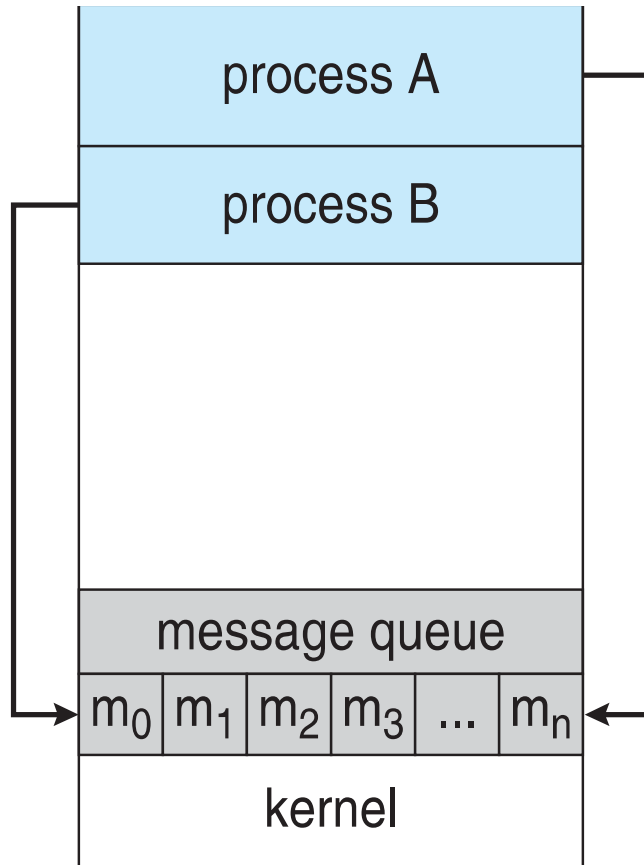 process A
process B
message queue
m₀ m₁ m₂ m₃ ... mₙ
kernel